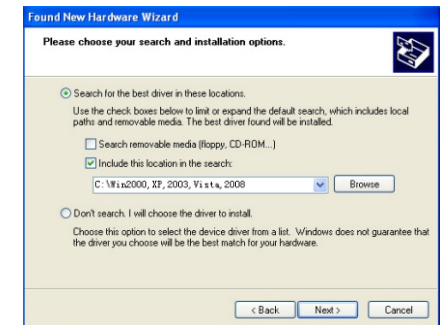 Found New Hardware Wizard
Please choose your search and installation options.
Search for the best driver in these locations.
Use the check boxes below to limit or expand the default search, which includes local
paths and removable media. The best driver found will be installed.
Search removable media (floppy, CD-ROM...)
Include this location in the search:
C:\Win2000, XP, 2003, Vista, 2008
Browse
Don't search. I will choose the driver to install.
Choose this option to select the device driver from a list. Windows does not guarantee that
the driver you choose will be the best match for your hardware.
< Back Next > Cancel